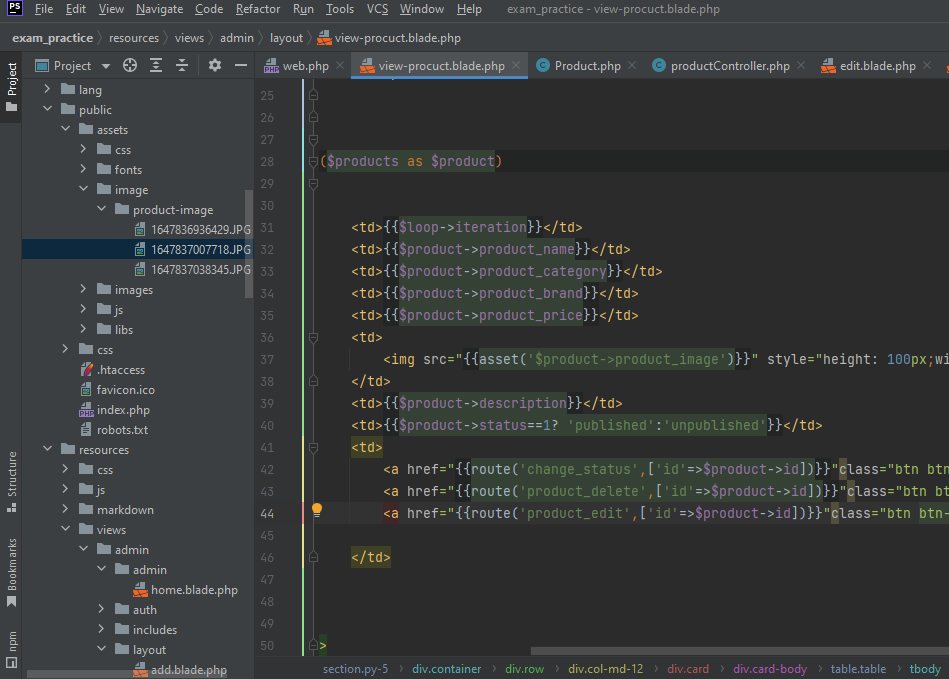 PS File Edit View Navigate Code Refactor Run Tools VCS Window Help exam_practice - view-procuct.blade.php
exam_practice resources views admin layout view-procuct.blade.php
Project web.php view-procuct.blade.php Product.php productController.php edit.blade.php
Project
Structure
Bookmarks
npm
lang
public
assets
css
fonts
image
product-image
1647836936429.JPG
1647837007718.JPG
1647837038345.JPG
images
js
libs
css
.htaccess
favicon.ico
index.php
robots.txt
resources
css
js
markdown
views
admin
admin
home.blade.php
auth
includes
layout
add.blade.php
25
26
27
28 ($products as $product)
29
30
31 <td>{{$loop->iteration}}</td>
32 <td>{{$product->product_name}}</td>
33 <td>{{$product->product_category}}</td>
34 <td>{{$product->product_brand}}</td>
35 <td>{{$product->product_price}}</td>
36 <td>
37 <img src="{{asset('$product->product_image')}}" style="height: 100px;wi
38 </td>
39 <td>{{$product->description}}</td>
40 <td>{{$product->status==1? 'published':'unpublished'}}</td>
41 <td>
42 <a href="{{route('change_status',['id'=>$product->id])}}"class="btn btn
43 <a href="{{route('product_delete',['id'=>$product->id])}}"class="btn bt
44 <a href="{{route('product_edit',['id'=>$product->id])}}"class="btn btn-
45
46 </td>
47
48
49
50 >
section.py-5 div.container div.row div.col-md-12 div.card div.card-body table.table tbody